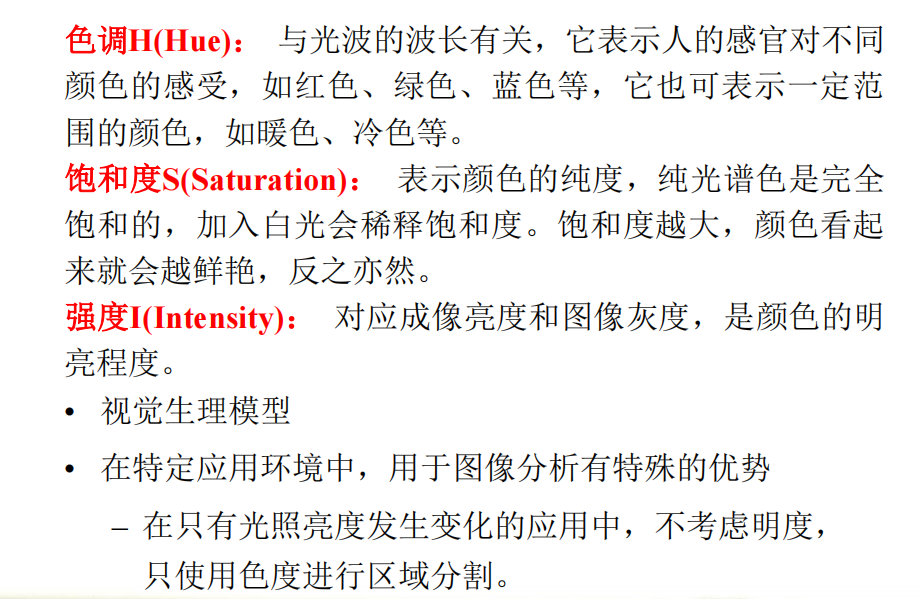 色调H(Hue)： 与光波的波长有关，它表示人的感官对不同
颜色的感受，如红色、绿色、蓝色等，它也可表示一定范
围的颜色，如暖色、冷色等。
饱和度S(Saturation)： 表示颜色的纯度，纯光谱色是完全
饱和的，加入白光会稀释饱和度。饱和度越大，颜色看起
来就会越鲜艳，反之亦然。
强度I(Intensity)： 对应成像亮度和图像灰度，是颜色的明
亮程度。
• 视觉生理模型
• 在特定应用环境中，用于图像分析有特殊的优势
– 在只有光照亮度发生变化的应用中，不考虑明度，
只使用色度进行区域分割。